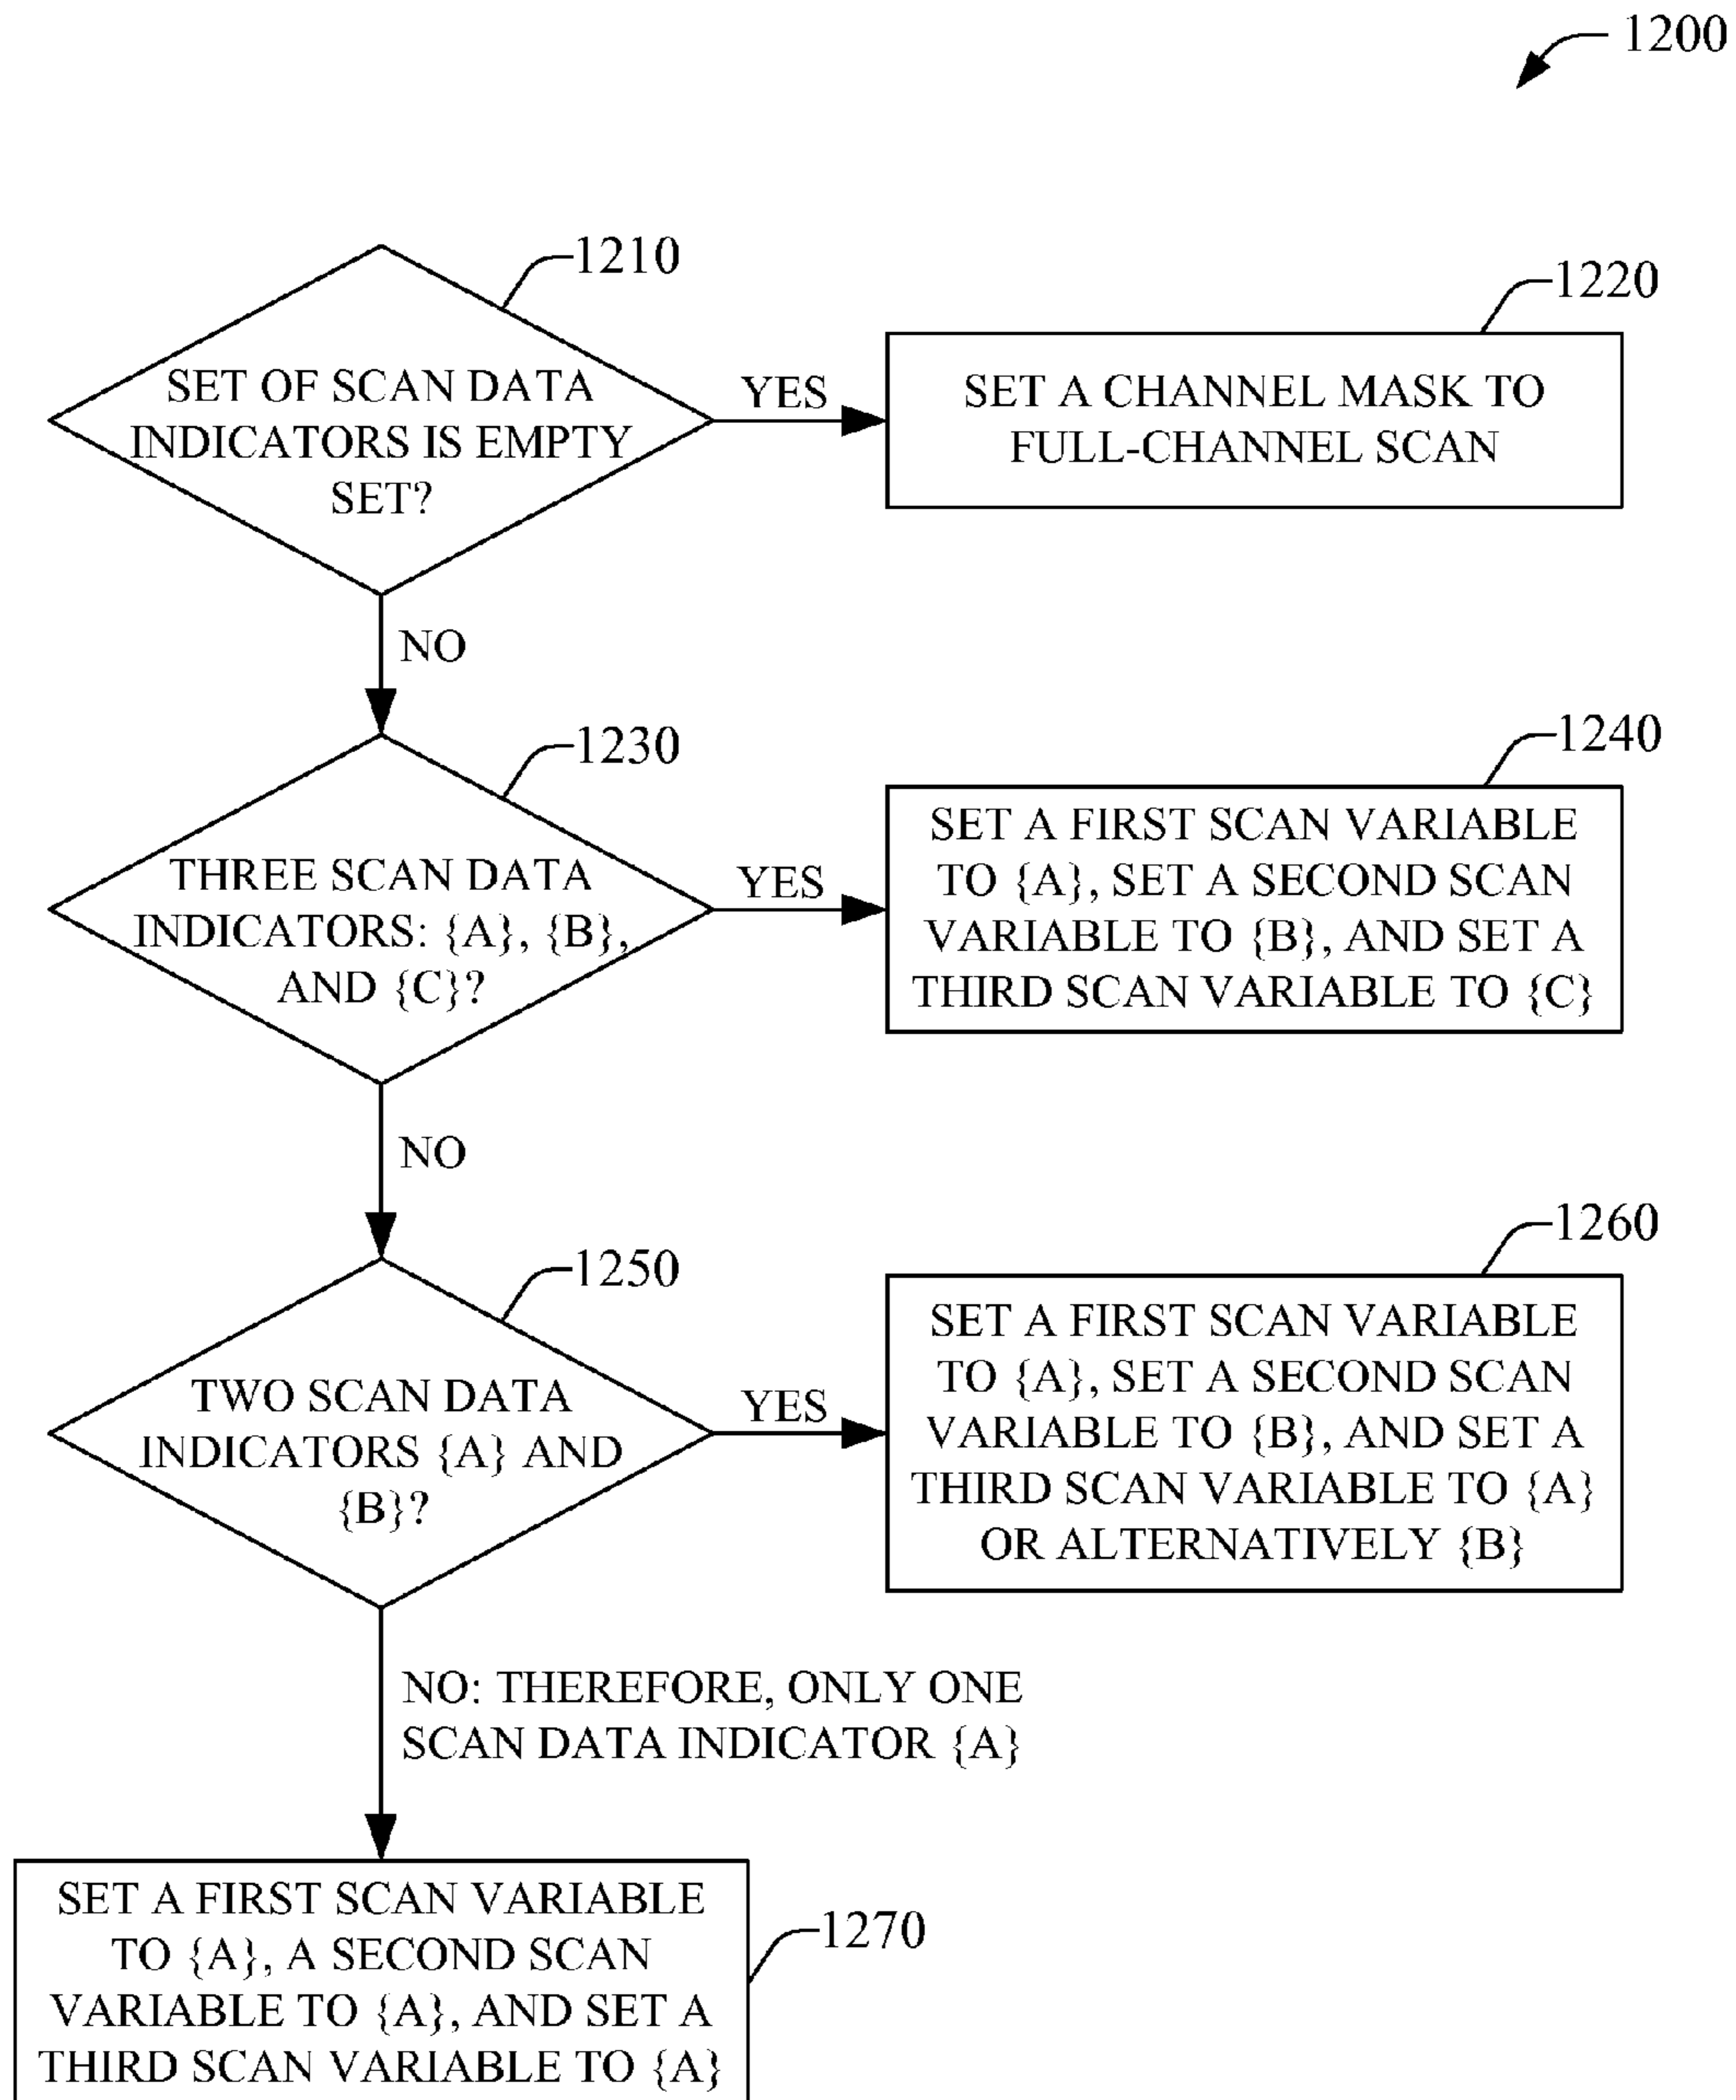 1200
1210
SET OF SCAN DATA
INDICATORS IS EMPTY
SET?
YES
1220
SET A CHANNEL MASK TO
FULL-CHANNEL SCAN
NO
1230
THREE SCAN DATA
INDICATORS: {A}, {B},
AND {C}?
YES
1240
SET A FIRST SCAN VARIABLE
TO {A}, SET A SECOND SCAN
VARIABLE TO {B}, AND SET A
THIRD SCAN VARIABLE TO {C}
NO
1250
TWO SCAN DATA
INDICATORS {A} AND
{B}?
YES
1260
SET A FIRST SCAN VARIABLE
TO {A}, SET A SECOND SCAN
VARIABLE TO {B}, AND SET A
THIRD SCAN VARIABLE TO {A}
OR ALTERNATIVELY {B}
NO: THEREFORE, ONLY ONE
SCAN DATA INDICATOR {A}
SET A FIRST SCAN VARIABLE
TO {A}, A SECOND SCAN
VARIABLE TO {A}, AND SET A
THIRD SCAN VARIABLE TO {A}
1270